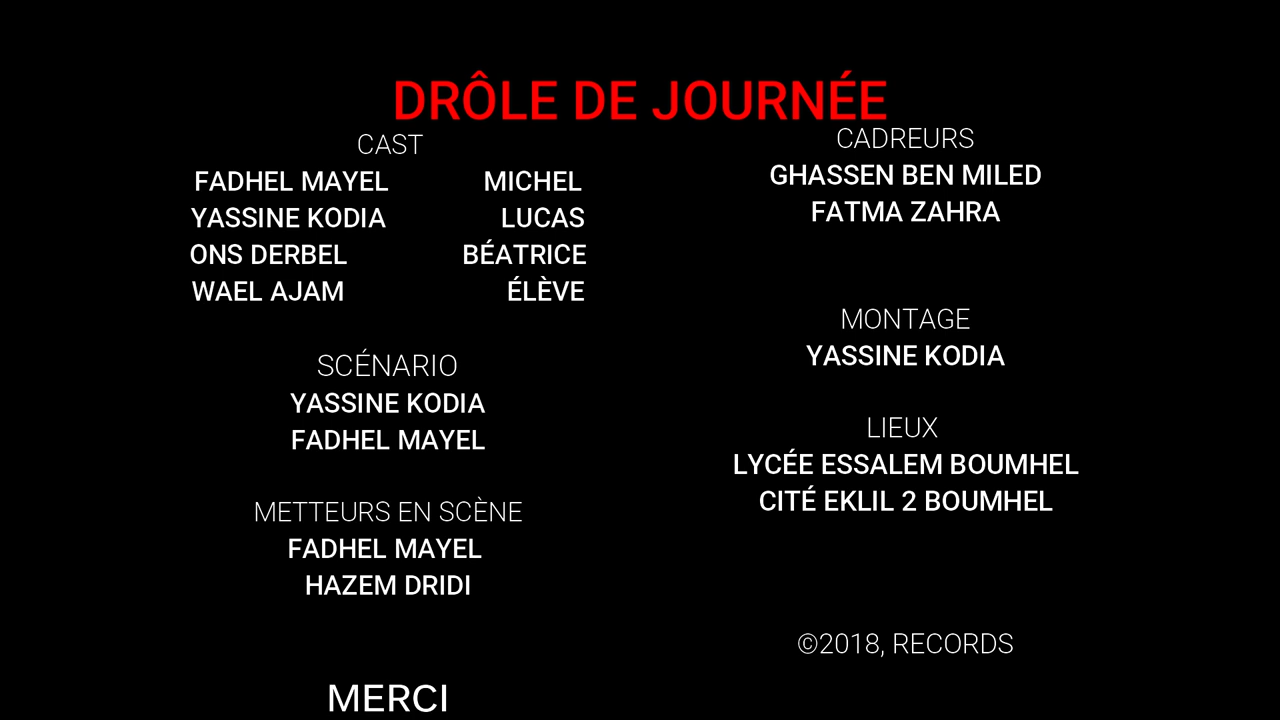 DRÔLE DE JOURNÉE
CAST
FADHEL MAYEL MICHEL
YASSINE KODIA LUCAS
ONS DERBEL BÉATRICE
WAEL AJAM ÉLÈVE
SCÉNARIO
YASSINE KODIA
FADHEL MAYEL
METTEURS EN SCÈNE
FADHEL MAYEL
HAZEM DRIDI
MERCI
CADREURS
GHASSEN BEN MILED
FATMA ZAHRA
MONTAGE
YASSINE KODIA
LIEUX
LYCÉE ESSALEM BOUMHEL
CITÉ EKLIL 2 BOUMHEL
©2018, RECORDS